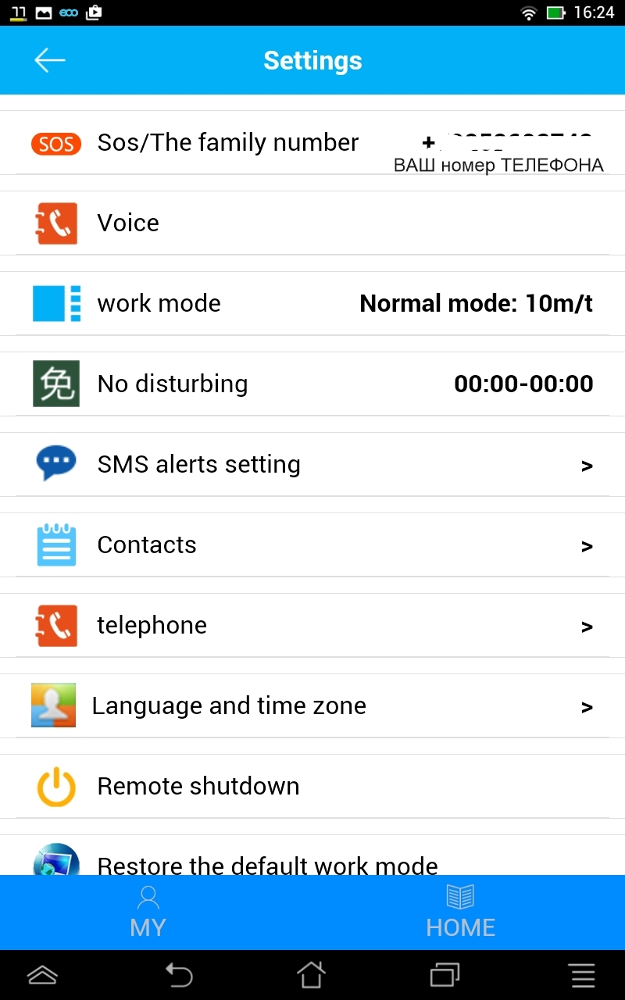 16:24
Settings
SOS Sos/The family number +
ВАШ номер ТЕЛЕФОНА
Voice
work mode Normal mode: 10m/t
免 No disturbing 00:00-00:00
SMS alerts setting >
Contacts >
telephone >
Language and time zone >
Remote shutdown
Restore the default work mode
MY HOME